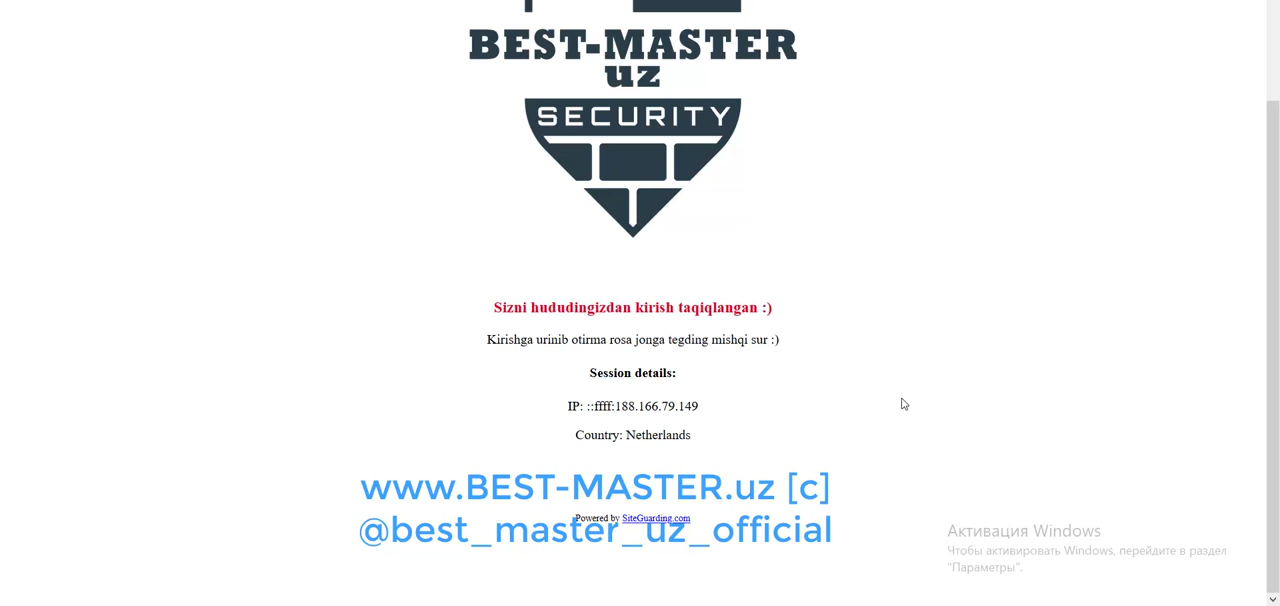 BEST-MASTER
uz
SECURITY
Sizni hududingizdan kirish taqiqlangan :)
Kirishga urinib otirma rosa jonga tegding mishqi sur :)
Session details:
IP: ::ffff:188.166.79.149
Country: Netherlands
www.BEST-MASTER.uz [c]
Powered by SiteGuarding.com
@best_master_uz_official
Активация Windows
Чтобы активировать Windows, перейдите в раздел
"Параметры".